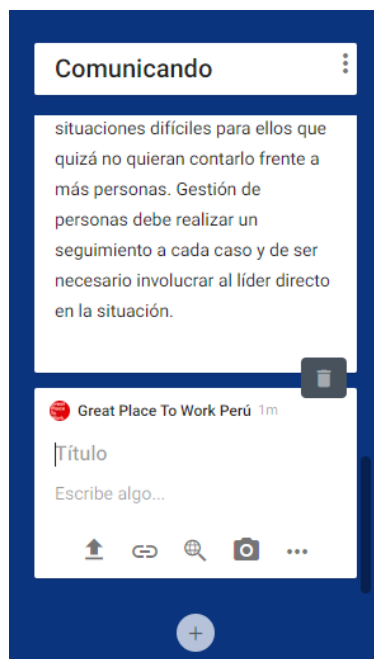 Comunicando
situaciones difíciles para ellos que
quizá no quieran contarlo frente a
más personas. Gestión de
personas debe realizar un
seguimiento a cada caso y de ser
necesario involucrar al líder directo
en la situación.
Great Place To Work Perú 1m
Título
Escribe algo...